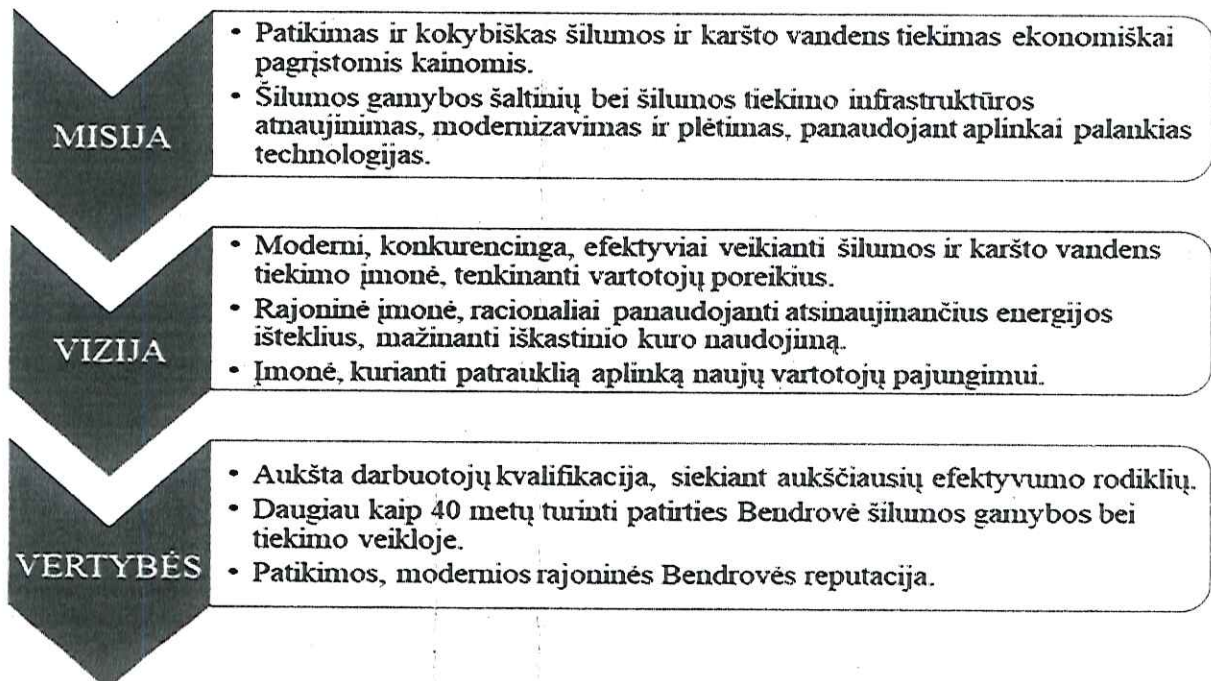 MISIJA
• Patikimas ir kokybiškas šilumos ir karšto vandens tiekimas ekonomiškai
pagrįstomis kainomis.
• Šilumos gamybos šaltinių bei šilumos tiekimo infrastruktūros
atnaujinimas, modernizavimas ir plėtimas, panaudojant aplinkai palankias
technologijas.
VIZIJA
• Moderni, konkurencinga, efektyviai veikianti šilumos ir karšto vandens
tiekimo įmonė, tenkinanti vartotojų poreikius.
• Rajoninė įmonė, racionaliai panaudojanti atsinaujinančius energijos
išteklius, mažinanti iškastinio kuro naudojimą.
• Įmonė, kurianti patrauklią aplinką naujų vartotojų pajungimui.
VERTYBĖS
• Aukšta darbuotojų kvalifikacija, siekiant aukščiausių efektyvumo rodiklių.
• Daugiau kaip 40 metų turinti patirties Bendrovė šilumos gamybos bei
tiekimo veikloje.
• Patikimos, modernios rajoninės Bendrovės reputacija.